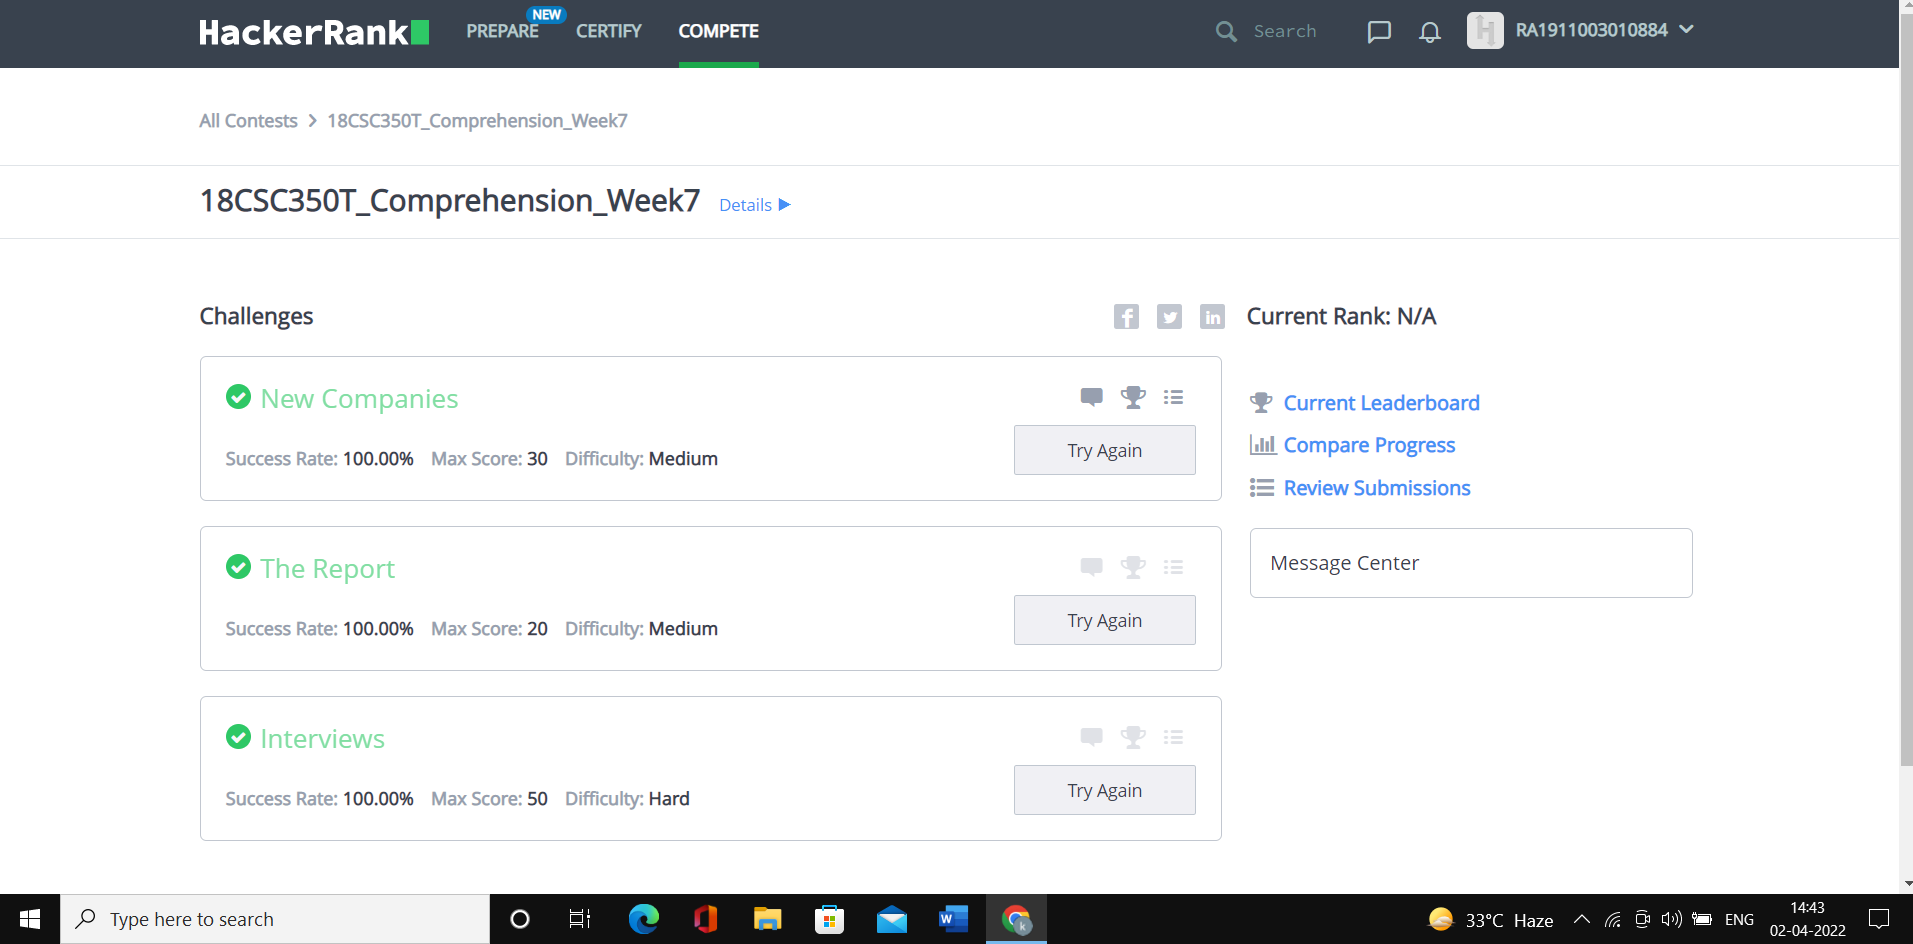 HackerRank
PREPARE
NEW
CERTIFY
COMPETE
Search
RA1911003010884
All Contests
18CSC350T_Comprehension_Week7
18CSC350T_Comprehension_Week7
Details
Challenges
New Companies
Success Rate: 100.00% Max Score: 30 Difficulty: Medium
Try Again
The Report
Success Rate: 100.00% Max Score: 20 Difficulty: Medium
Try Again
Interviews
Success Rate: 100.00% Max Score: 50 Difficulty: Hard
Try Again
Current Rank: N/A
Current Leaderboard
Compare Progress
Review Submissions
Message Center
Type here to search
33°C Haze
ENG
14:43
02-04-2022